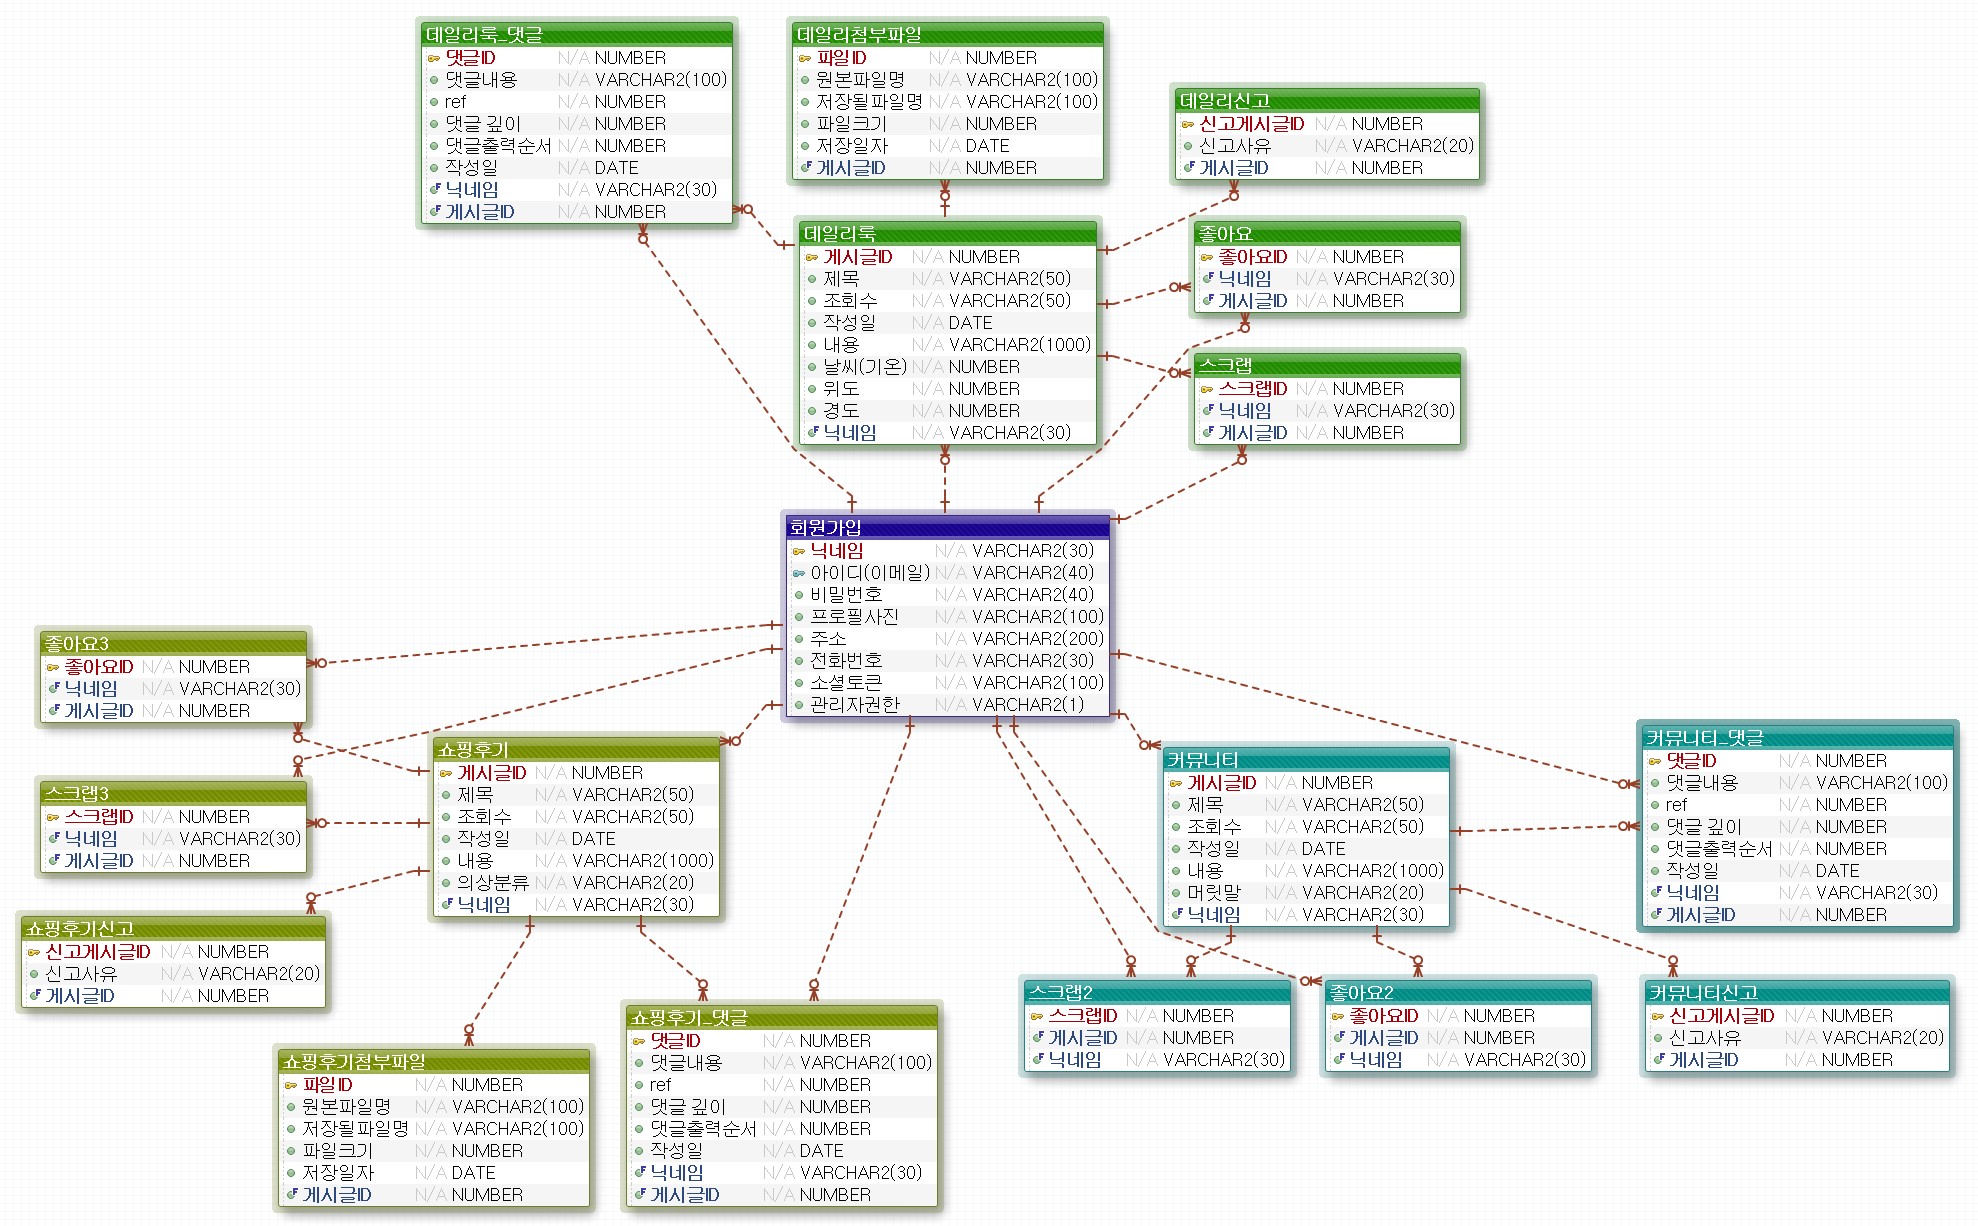 데일리룩_댓글
댓글ID N/A NUMBER
댓글내용 N/A VARCHAR2(100)
ref N/A NUMBER
댓글 깊이 N/A NUMBER
댓글출력순서 N/A NUMBER
작성일 N/A DATE
닉네임 N/A VARCHAR2(30)
게시글ID N/A NUMBER
데일리첨부파일
파일ID N/A NUMBER
원본파일명 N/A VARCHAR2(100)
저장될파일명 N/A VARCHAR2(100)
파일크기 N/A NUMBER
저장일자 N/A DATE
게시글ID N/A NUMBER
데일리신고
신고게시글ID N/A NUMBER
신고사유 N/A VARCHAR2(20)
게시글ID N/A NUMBER
데일리룩
게시글ID N/A NUMBER
제목 N/A VARCHAR2(50)
조회수 N/A VARCHAR2(50)
작성일 N/A DATE
내용 N/A VARCHAR2(1000)
날씨(기온) N/A NUMBER
위도 N/A NUMBER
경도 N/A NUMBER
닉네임 N/A VARCHAR2(30)
좋아요
좋아요ID N/A NUMBER
닉네임 N/A VARCHAR2(30)
게시글ID N/A NUMBER
스크랩
스크랩ID N/A NUMBER
닉네임 N/A VARCHAR2(30)
게시글ID N/A NUMBER
회원가입
닉네임 N/A VARCHAR2(30)
아이디(이메일) N/A VARCHAR2(40)
비밀번호 N/A VARCHAR2(40)
프로필사진 N/A VARCHAR2(100)
주소 N/A VARCHAR2(200)
전화번호 N/A VARCHAR2(30)
소셜토큰 N/A VARCHAR2(100)
관리자권한 N/A VARCHAR2(1)
좋아요3
좋아요ID N/A NUMBER
닉네임 N/A VARCHAR2(30)
게시글ID N/A NUMBER
스크랩3
스크랩ID N/A NUMBER
닉네임 N/A VARCHAR2(30)
게시글ID N/A NUMBER
쇼핑후기
게시글ID N/A NUMBER
제목 N/A VARCHAR2(50)
조회수 N/A VARCHAR2(50)
작성일 N/A DATE
내용 N/A VARCHAR2(1000)
의상분류 N/A VARCHAR2(20)
닉네임 N/A VARCHAR2(30)
커뮤니티
게시글ID N/A NUMBER
제목 N/A VARCHAR2(50)
조회수 N/A VARCHAR2(50)
작성일 N/A DATE
내용 N/A VARCHAR2(1000)
머릿말 N/A VARCHAR2(20)
닉네임 N/A VARCHAR2(30)
커뮤니티_댓글
댓글ID N/A NUMBER
댓글내용 N/A VARCHAR2(100)
ref N/A NUMBER
댓글 깊이 N/A NUMBER
댓글출력순서 N/A NUMBER
작성일 N/A DATE
닉네임 N/A VARCHAR2(30)
게시글ID N/A NUMBER
쇼핑후기신고
신고게시글ID N/A NUMBER
신고사유 N/A VARCHAR2(20)
게시글ID N/A NUMBER
쇼핑후기첨부파일
파일ID N/A NUMBER
원본파일명 N/A VARCHAR2(100)
저장될파일명 N/A VARCHAR2(100)
파일크기 N/A NUMBER
저장일자 N/A DATE
게시글ID N/A NUMBER
쇼핑후기_댓글
댓글ID N/A NUMBER
댓글내용 N/A VARCHAR2(100)
ref N/A NUMBER
댓글 깊이 N/A NUMBER
댓글출력순서 N/A NUMBER
작성일 N/A DATE
닉네임 N/A VARCHAR2(30)
게시글ID N/A NUMBER
스크랩2
스크랩ID N/A NUMBER
게시글ID N/A NUMBER
닉네임 N/A VARCHAR2(30)
좋아요2
좋아요ID N/A NUMBER
게시글ID N/A NUMBER
닉네임 N/A VARCHAR2(30)
커뮤니티신고
신고게시글ID N/A NUMBER
신고사유 N/A VARCHAR2(20)
게시글ID N/A NUMBER